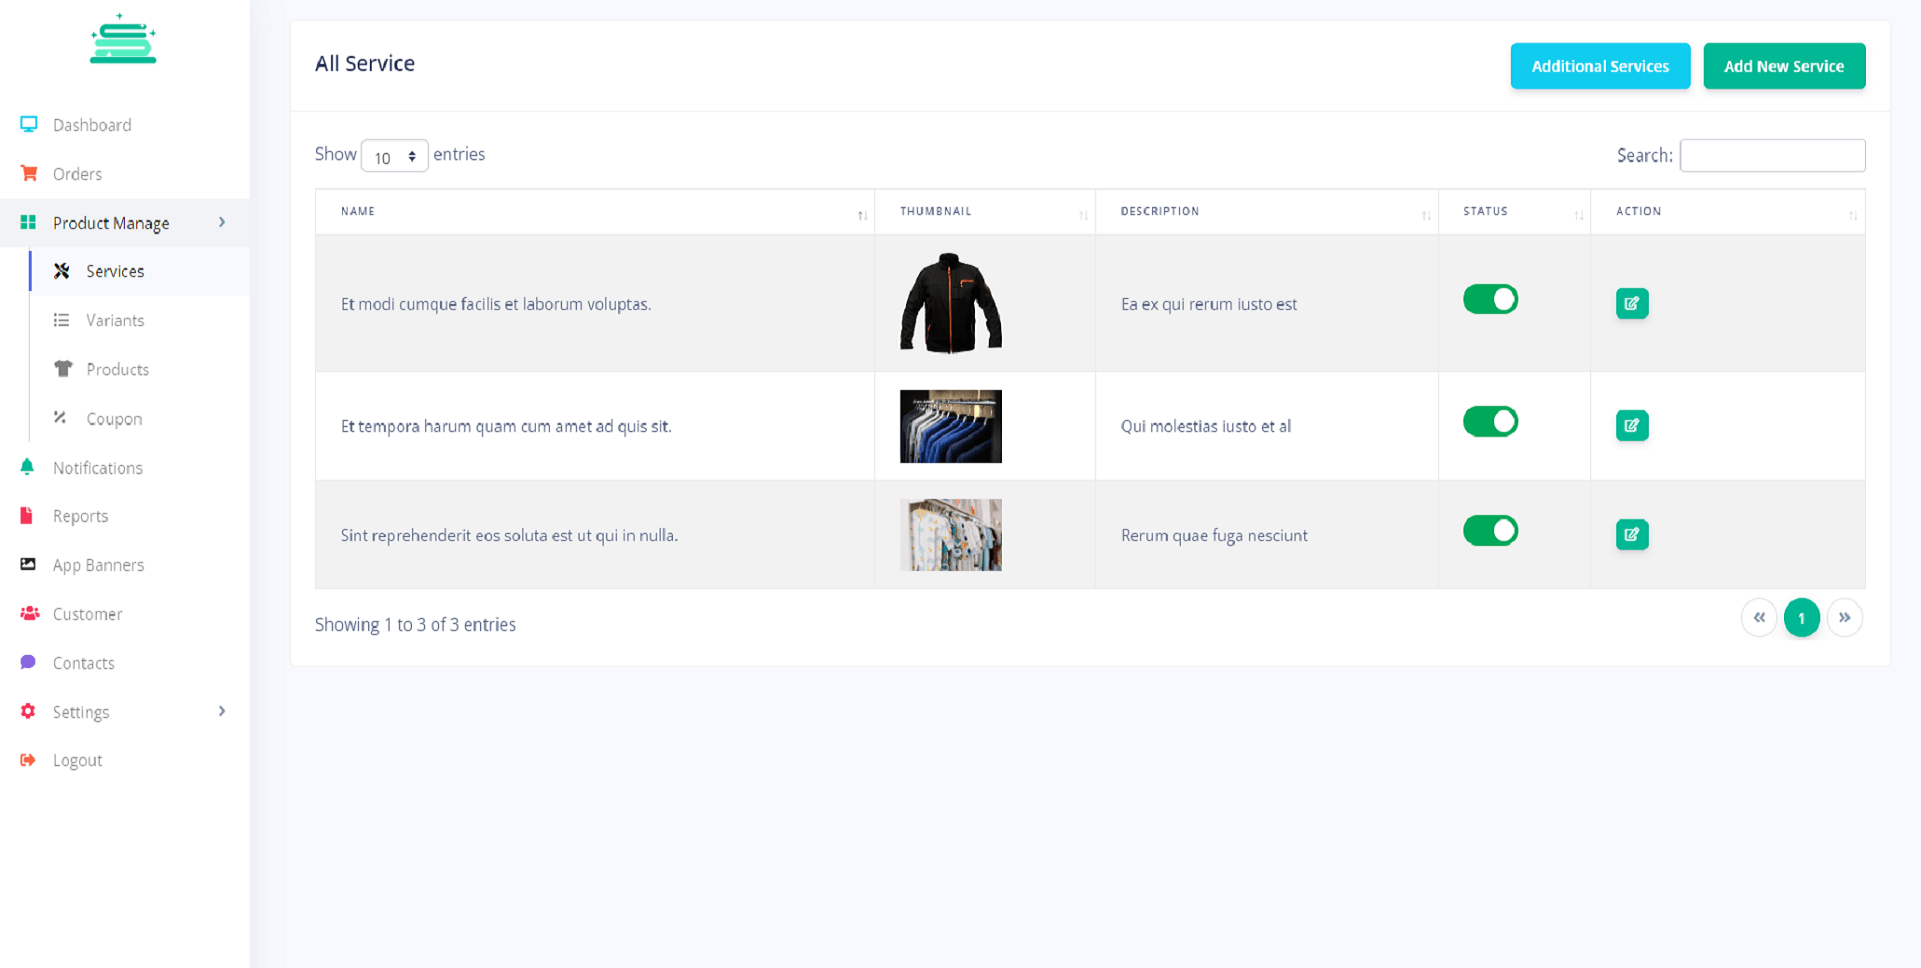 Dashboard
Orders
Product Manage
Services
Variants
Products
Coupon
Notifications
Reports
App Banners
Customer
Contacts
Settings
Logout
All Service
Additional Services
Add New Service
Show 10 entries
Search:
NAME THUMBNAIL DESCRIPTION STATUS ACTION
Et modi cumque facilis et laborum voluptas. Ea ex qui rerum iusto est
Et tempora harum quam cum amet ad quis sit. Qui molestias iusto et al
Sint reprehenderit eos soluta est ut qui in nulla. Rerum quae fuga nesciunt
Showing 1 to 3 of 3 entries
« 1 »